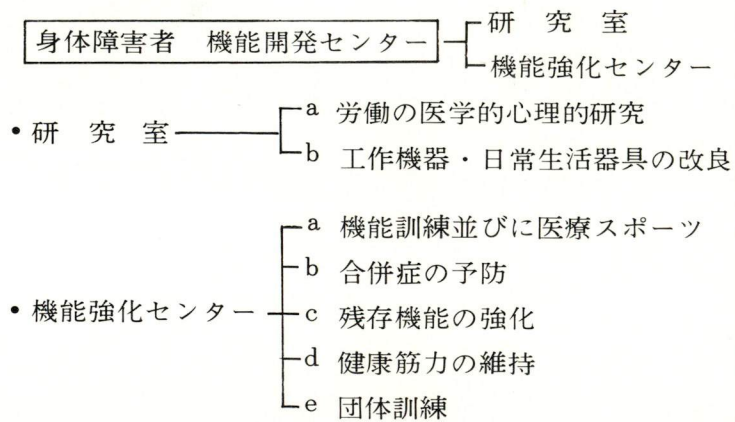 身体障害者　機能開発センター
研　究　室
機能強化センター
・研　究　室
a 労働の医学的心理的研究
b 工作機器・日常生活器具の改良
・機能強化センター
a 機能訓練並びに医療スポーツ
b 合併症の予防
c 残存機能の強化
d 健康筋力の維持
e 団体訓練